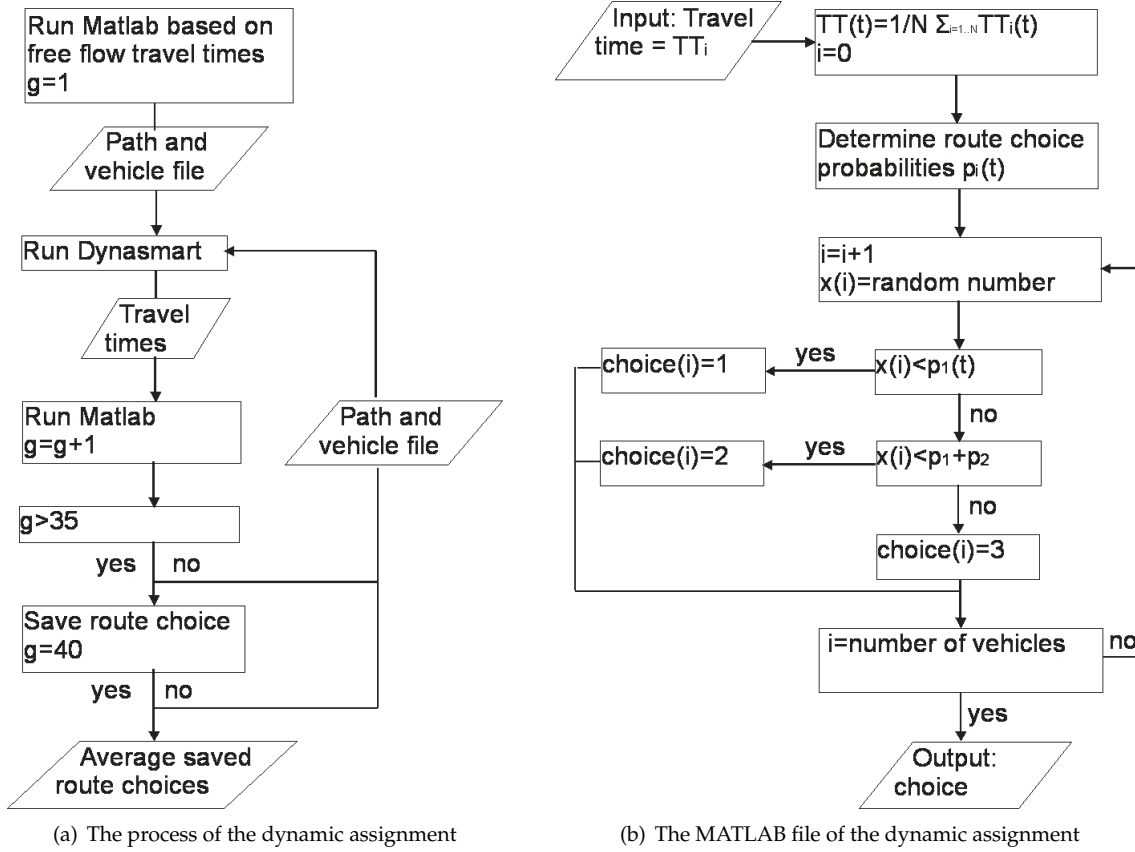 Run Matlab based on
free flow travel times
g=1
Path and
vehicle file
Run Dynasmart
Travel
times
Run Matlab
g=g+1
Path and
vehicle file
g>35
yes
no
Save route choice
g=40
yes
no
Average saved
route choices
(a) The process of the dynamic assignment
Input: Travel
time = TTi
TT(t)=1/N Σi=1..NTTi(t)
i=0
Determine route choice
probabilities pi(t)
i=i+1
x(i)=random number
x(i)<p1(t)
yes
choice(i)=1
no
x(i)<p1+p2
yes
choice(i)=2
no
choice(i)=3
i=number of vehicles
no
yes
Output:
choice
(b) The MATLAB file of the dynamic assignment